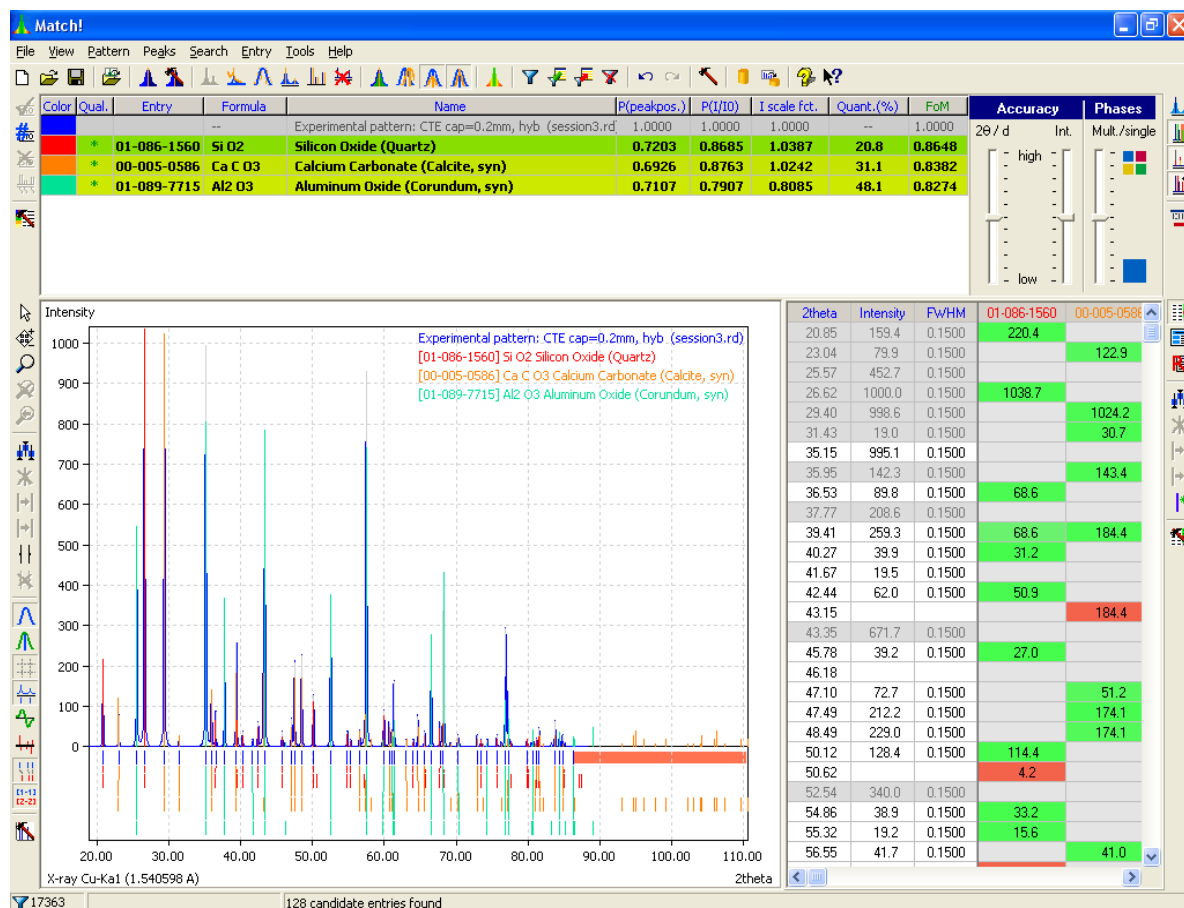 Match!
File View Pattern Peaks Search Entry Tools Help
Color Qual. Entry Formula Name P(peakpos.) P(I/I0) I scale fct. Quant.(%) FoM
-- Experimental pattern: CTE cap=0.2mm, hyb (session3.rd 1.0000 1.0000 1.0000 -- 1.0000
* 01-086-1560 Si O2 Silicon Oxide (Quartz) 0.7203 0.8685 1.0387 20.8 0.8648
* 00-005-0586 Ca C O3 Calcium Carbonate (Calcite, syn) 0.6926 0.8763 1.0242 31.1 0.8382
* 01-089-7715 Al2 O3 Aluminum Oxide (Corundum, syn) 0.7107 0.7907 0.8085 48.1 0.8274
Accuracy Phases
2θ / d Int. Mult./single
high
low
Intensity
Experimental pattern: CTE cap=0.2mm, hyb (session3.rd)
[01-086-1560] Si O2 Silicon Oxide (Quartz)
[00-005-0586] Ca C O3 Calcium Carbonate (Calcite, syn)
[01-089-7715] Al2 O3 Aluminum Oxide (Corundum, syn)
1000
900
800
700
600
500
400
300
200
100
0
20.00 30.00 40.00 50.00 60.00 70.00 80.00 90.00 100.00 110.00
X-ray Cu-Ka1 (1.540598 A) 2theta
2theta Intensity FWHM 01-086-1560 00-005-0586
20.85 159.4 0.1500 220.4
23.04 79.9 0.1500 122.9
25.57 452.7 0.1500
26.62 1000.0 0.1500 1038.7
29.40 998.6 0.1500 1024.2
31.43 19.0 0.1500 30.7
35.15 995.1 0.1500
35.95 142.3 0.1500 143.4
36.53 89.8 0.1500 68.6
37.77 208.6 0.1500
39.41 259.3 0.1500 68.6 184.4
40.27 39.9 0.1500 31.2
41.67 19.5 0.1500
42.44 62.0 0.1500 50.9
43.15 184.4
43.35 671.7 0.1500
45.78 39.2 0.1500 27.0
46.18
47.10 72.7 0.1500 51.2
47.49 212.2 0.1500 174.1
48.49 229.0 0.1500 174.1
50.12 128.4 0.1500 114.4
50.62 4.2
52.54 340.0 0.1500
54.86 38.9 0.1500 33.2
55.32 19.2 0.1500 15.6
56.55 41.7 0.1500 41.0
[1-1]
[2-2]
17363 128 candidate entries found